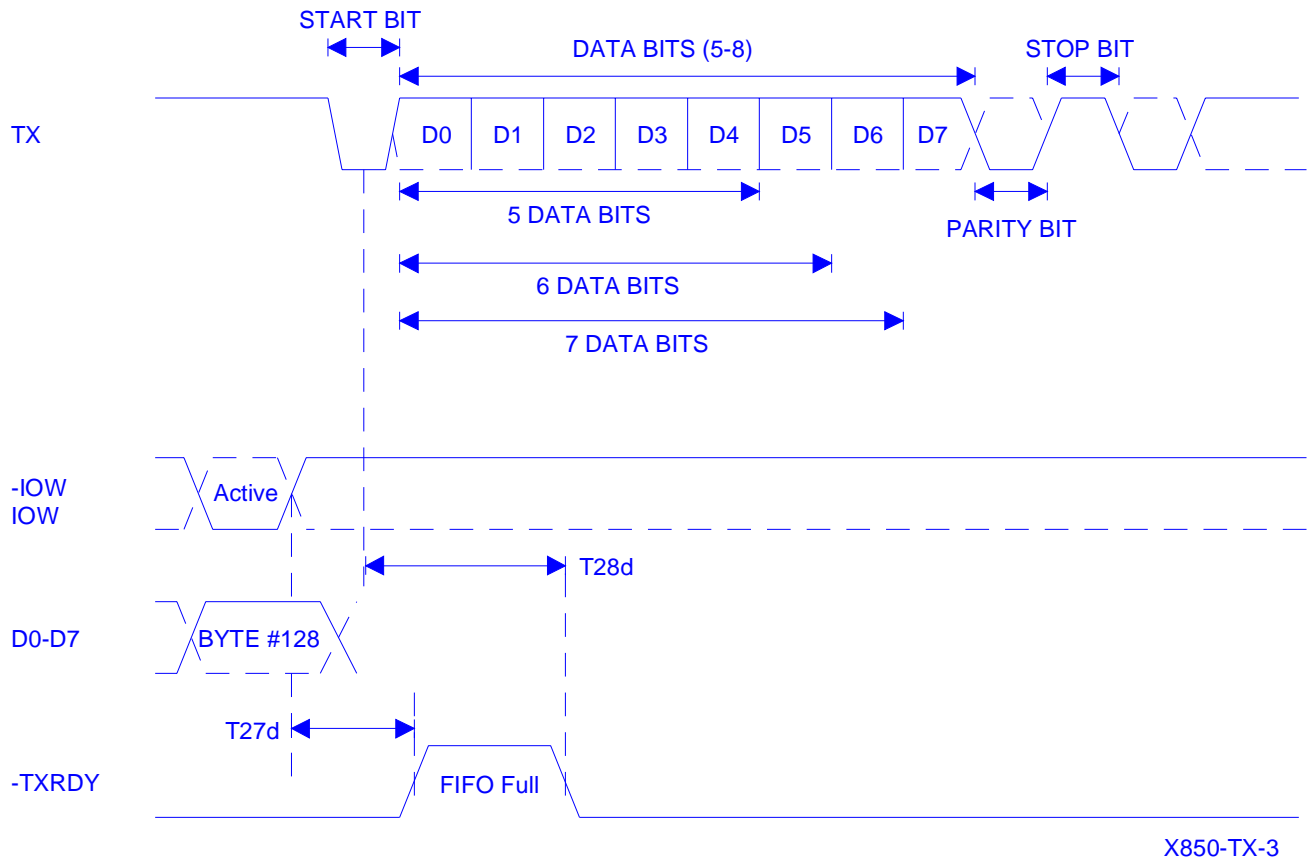 START BIT
DATA BITS (5-8)
STOP BIT
TX
D0 D1 D2 D3 D4 D5 D6 D7
5 DATA BITS
PARITY BIT
6 DATA BITS
7 DATA BITS
-IOW
IOW
Active
T28d
D0-D7
BYTE #128
T27d
-TXRDY
FIFO Full
X850-TX-3